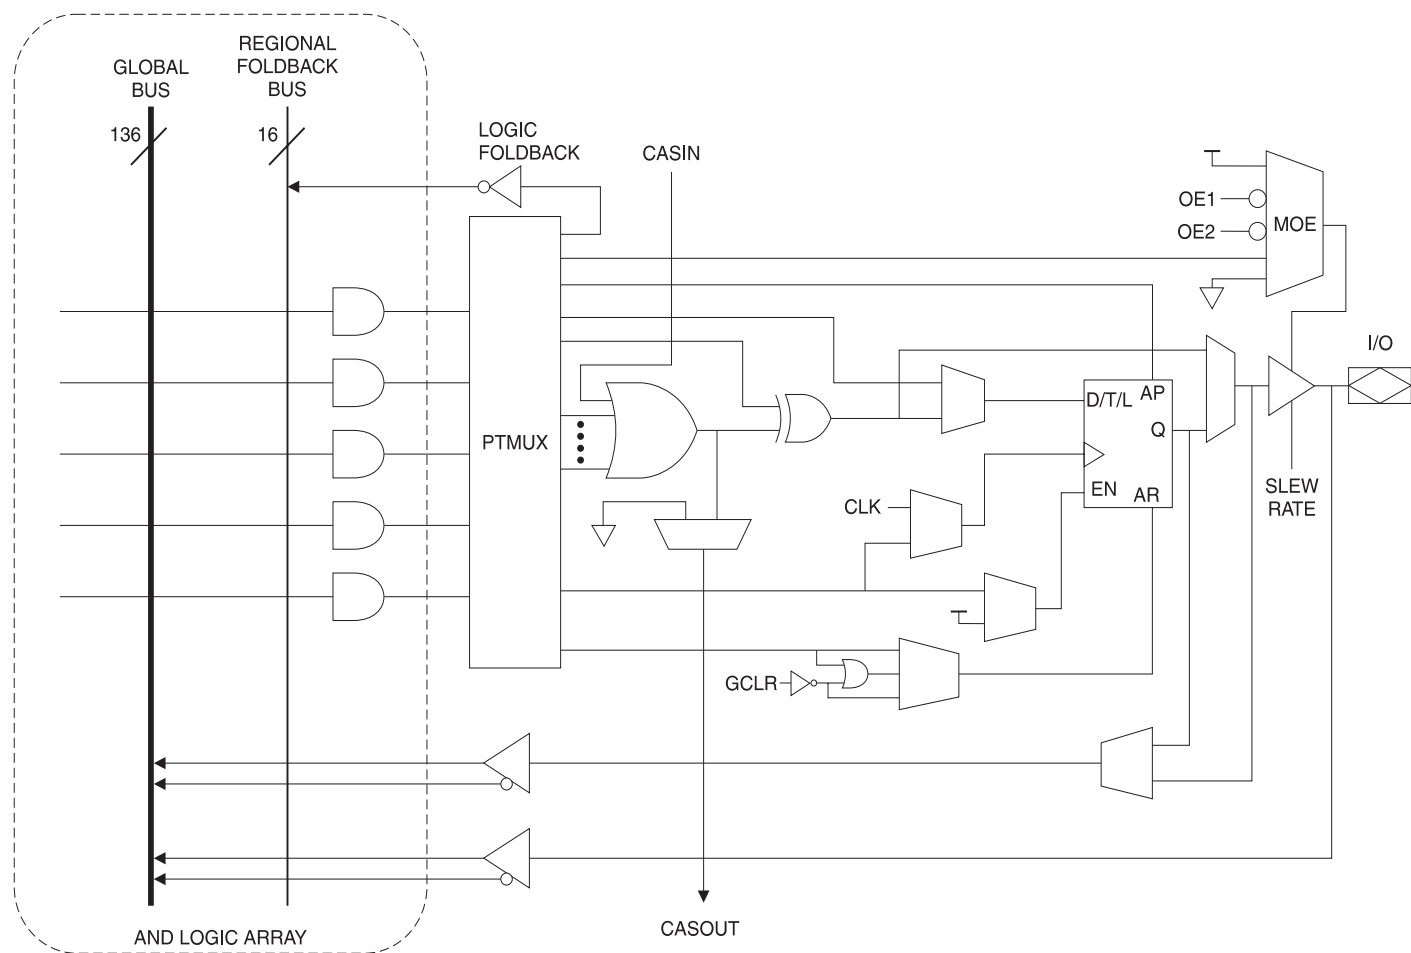 GLOBAL
BUS
REGIONAL
FOLDBACK
BUS
136
16
LOGIC
FOLDBACK
CASIN
OE1
OE2
MOE
I/O
PTMUX
D/T/L
AP
Q
EN
AR
CLK
SLEW
RATE
GCLR
CASOUT
AND LOGIC ARRAY